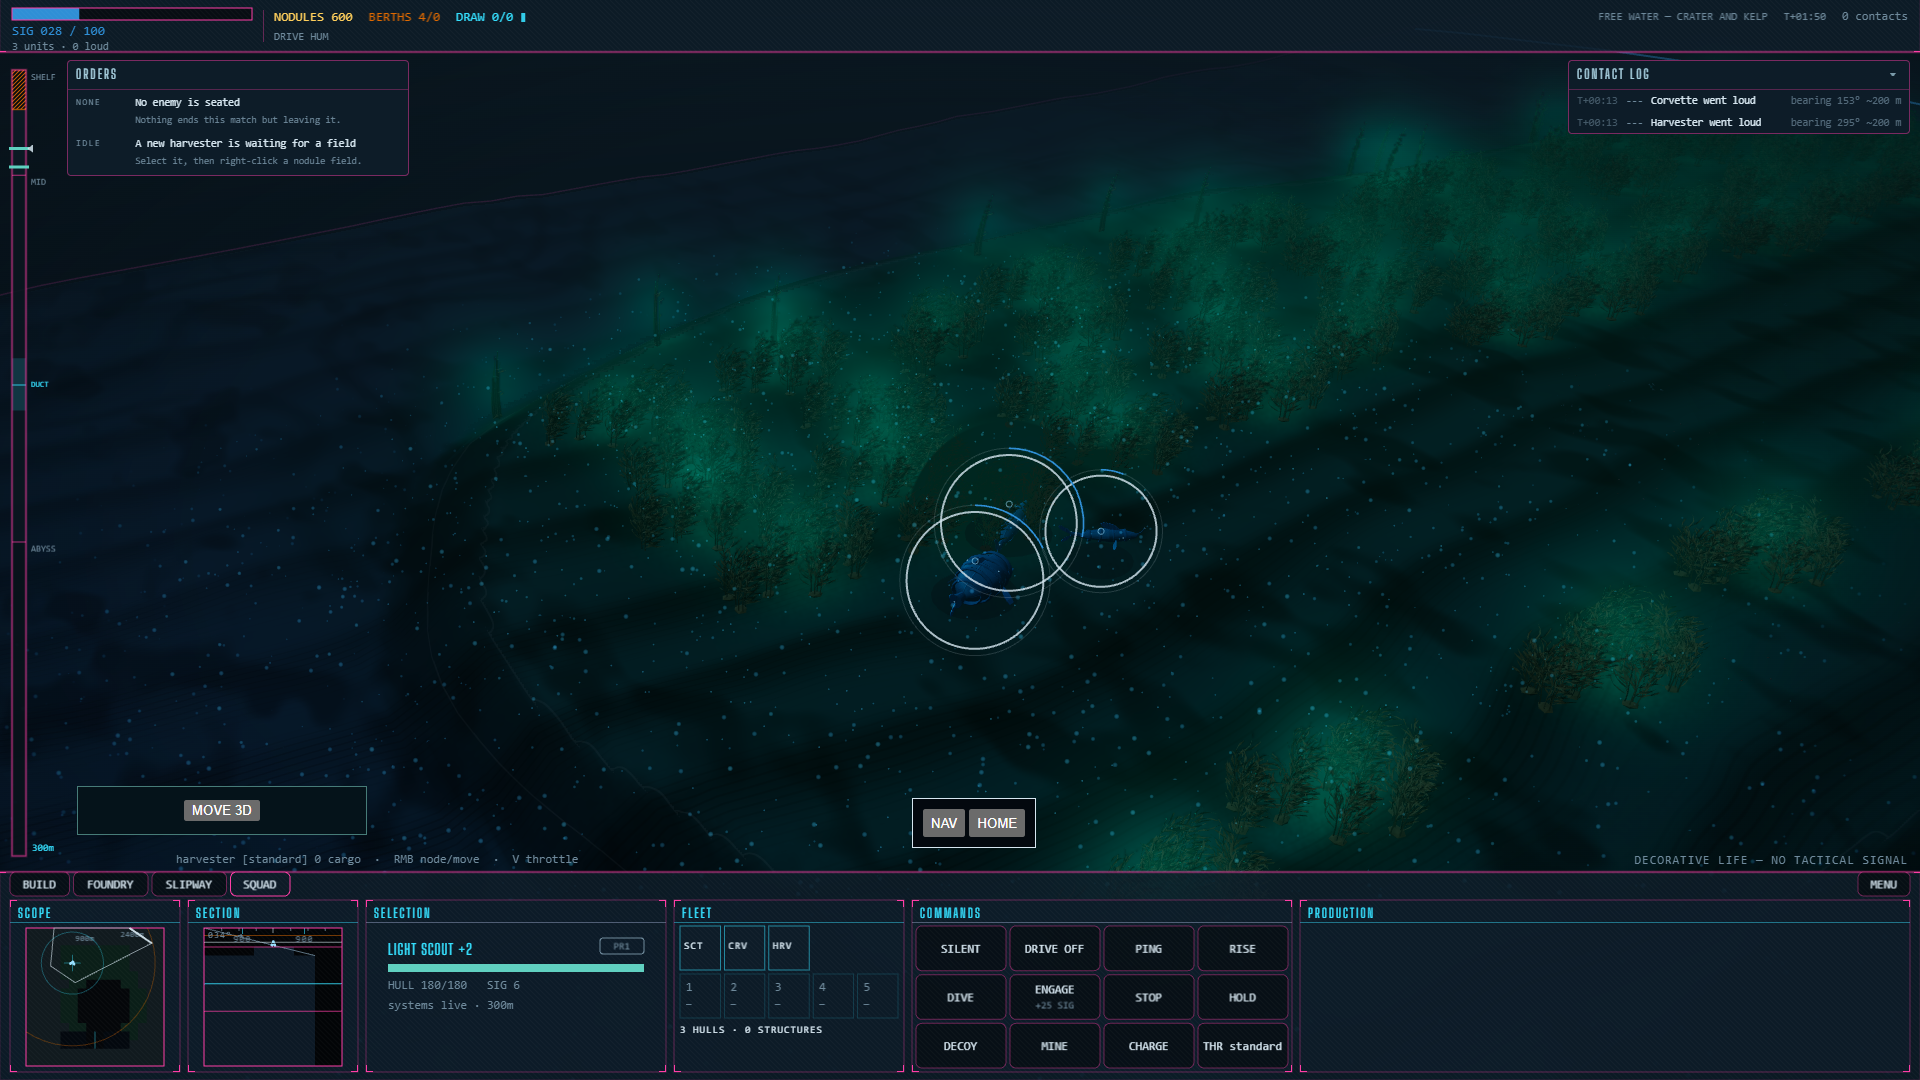 SIG 028 / 100
3 units · 0 loud
NODULES 600 BERTHS 4/0 DRAW 0/0
DRIVE HUM
FREE WATER — CRATER AND KELP T+01:50 0 contacts
SHELF
MID
DUCT
ABYSS
300m
ORDERS
NONE No enemy is seated
Nothing ends this match but leaving it.
IDLE A new harvester is waiting for a field
Select it, then right-click a nodule field.
CONTACT LOG
T+00:13 --- Corvette went loud bearing 153° ~200 m
T+00:13 --- Harvester went loud bearing 295° ~200 m
MOVE 3D
NAV HOME
harvester [standard] 0 cargo · RMB node/move · V throttle
DECORATIVE LIFE — NO TACTICAL SIGNAL
BUILD FOUNDRY SLIPWAY SQUAD
MENU
SCOPE
900m
SECTION
034°
900 900
SELECTION
LIGHT SCOUT +2 PR1
HULL 180/180 SIG 6
systems live · 300m
FLEET
SCT CRV HRV
1 2 3 4 5
– – – – –
3 HULLS · 0 STRUCTURES
COMMANDS
SILENT DRIVE OFF PING RISE
DIVE ENGAGE +25 SIG STOP HOLD
DECOY MINE CHARGE THR standard
PRODUCTION